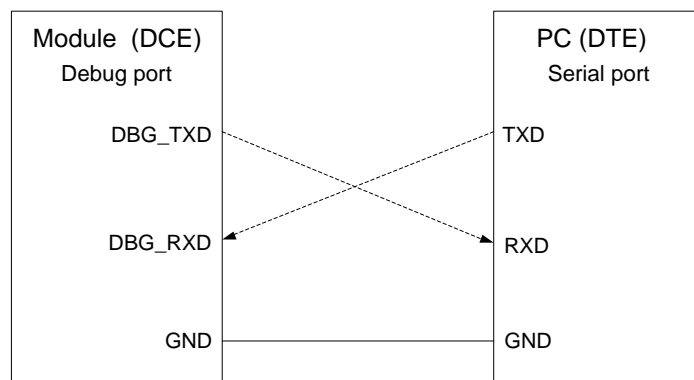 Module (DCE)
Debug port
DBG_TXD
DBG_RXD
GND
PC (DTE)
Serial port
TXD
RXD
GND